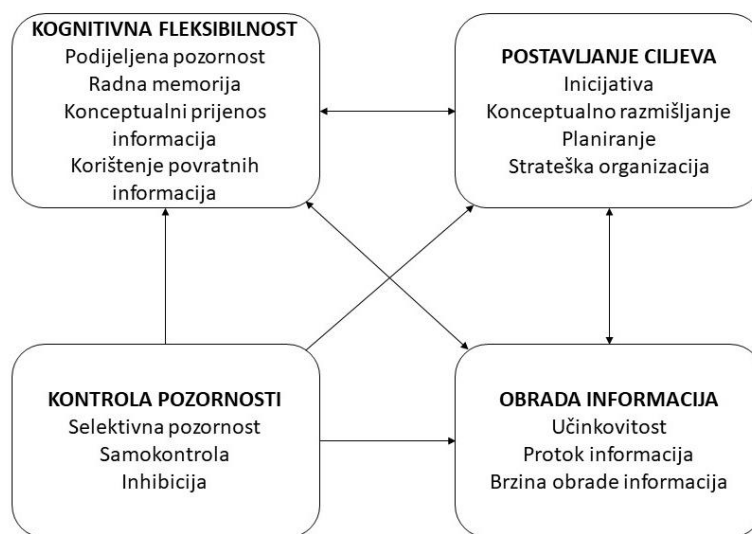 KOGNITIVNA FLEKSIBILNOST
Podijeljena pozornost
Radna memorija
Konceptualni prijenos
informacija
Korištenje povratnih
informacija
POSTAVLJANJE CILJEVA
Inicijativa
Konceptualno razmišljanje
Planiranje
Strateška organizacija
KONTROLA POZORNOSTI
Selektivna pozornost
Samokontrola
Inhibicija
OBRADA INFORMACIJA
Učinkovitost
Protok informacija
Brzina obrade informacija